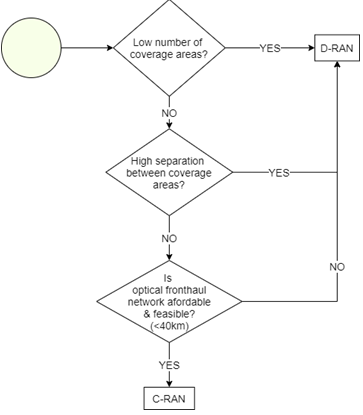 Low number of
coverage areas?
YES
D-RAN
NO
High separation
between coverage
areas?
YES
NO
Is
optical fronthaul
network afordable
& feasible?
(<40km)
NO
YES
C-RAN